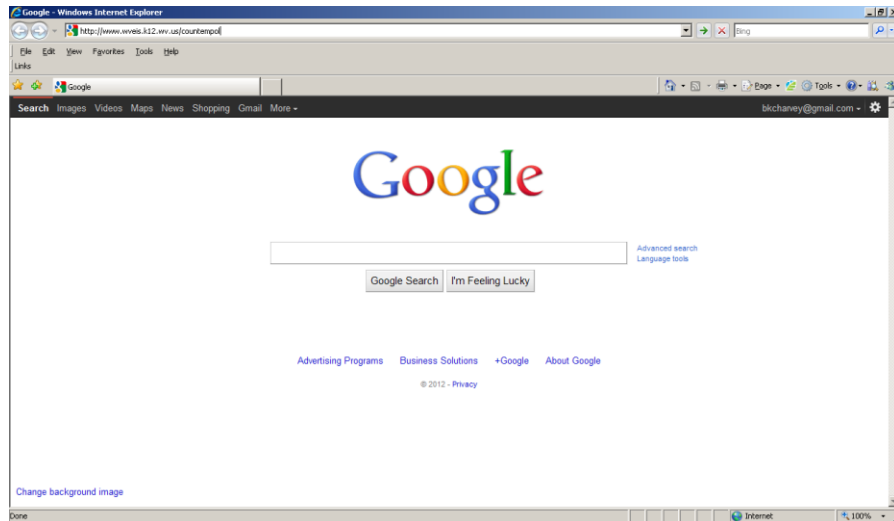 Google - Windows Internet Explorer
http://www.wveis.k12.wv.us/countempol
Bing
File Edit View Favorites Tools Help
Links
Google
Page Tools
Search Images Videos Maps News Shopping Gmail More
bkcharvey@gmail.com
Google
Advanced search
Language tools
Google Search I'm Feeling Lucky
Advertising Programs Business Solutions +Google About Google
© 2012 - Privacy
Change background image
Done Internet 100%